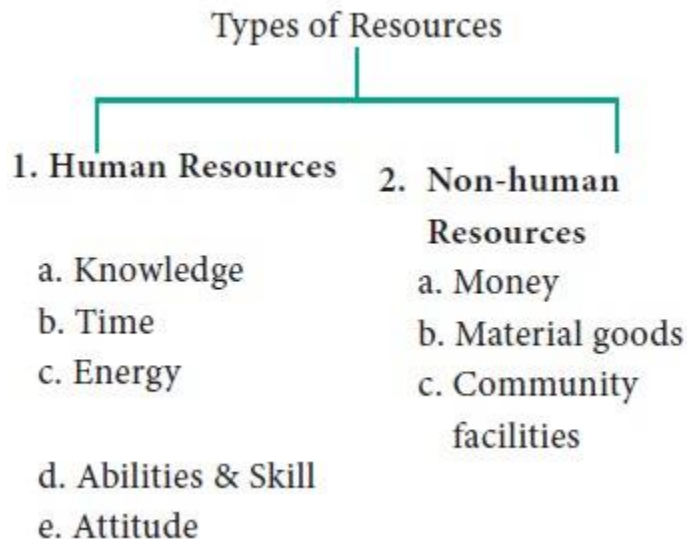 Types of Resources
1. Human Resources
a. Knowledge
b. Time
c. Energy
d. Abilities & Skill
e. Attitude
2. Non-human
Resources
a. Money
b. Material goods
c. Community
facilities